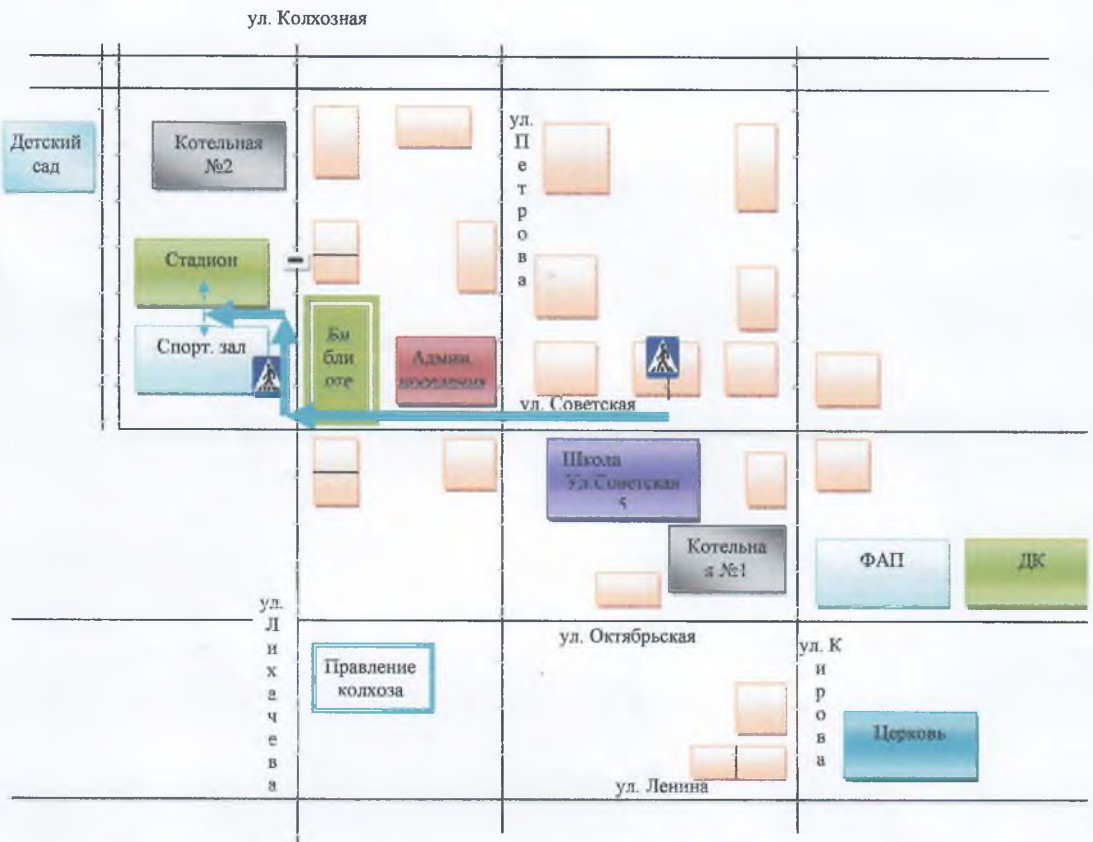 ул. Колхозная
Детский
сад
Котельная
№2
ул.
П
е
т
р
о
в
а
Стадион
Спорт. зал
Би
бли
оте
Админ
поселения
ул. Советская
Школа
Ул.Советская
5
Котельна
я №1
ФАП
ДК
ул.
Л
и
х
а
ч
е
в
а
ул. Октябрьская
Правление
колхоза
ул. К
и
р
о
в
а
Церковь
ул. Ленина